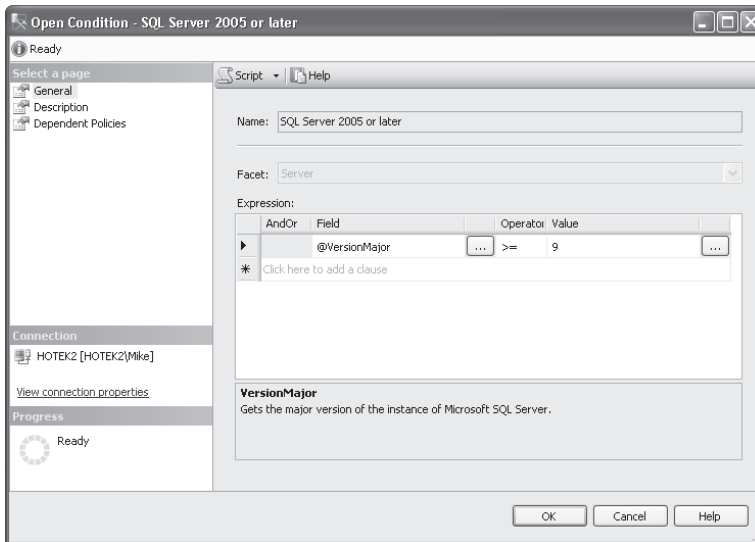 Open Condition - SQL Server 2005 or later
Ready
Select a page
General
Description
Dependent Policies
Connection
HOTEK2 [HOTEK2\Mike]
View connection properties
Progress
Ready
Script Help
Name: SQL Server 2005 or later
Facet: Server
Expression:
AndOr Field Operator Value
@VersionMajor ... >= 9 ...
Click here to add a clause
VersionMajor
Gets the major version of the instance of Microsoft SQL Server.
OK Cancel Help